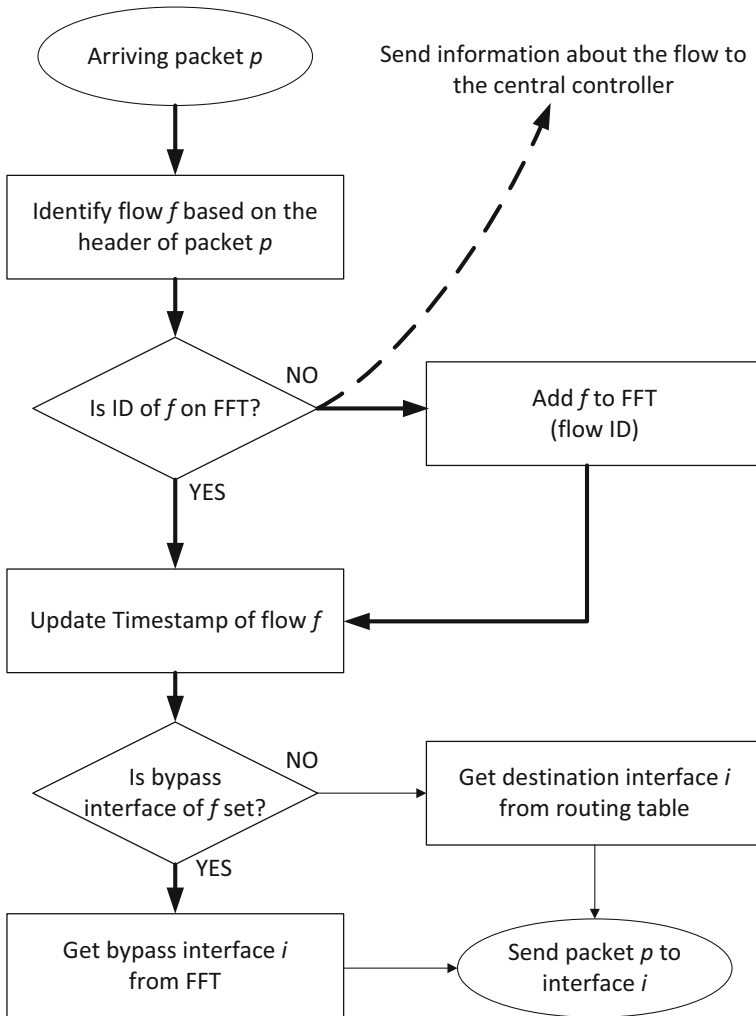 Arriving packet p
Send information about the flow to
the central controller
Identify flow f based on the
header of packet p
NO
Is ID of f on FFT?
Add f to FFT
(flow ID)
YES
Update Timestamp of flow f
NO
Is bypass
interface of f set?
Get destination interface i
from routing table
YES
Get bypass interface i
from FFT
Send packet p to
interface i